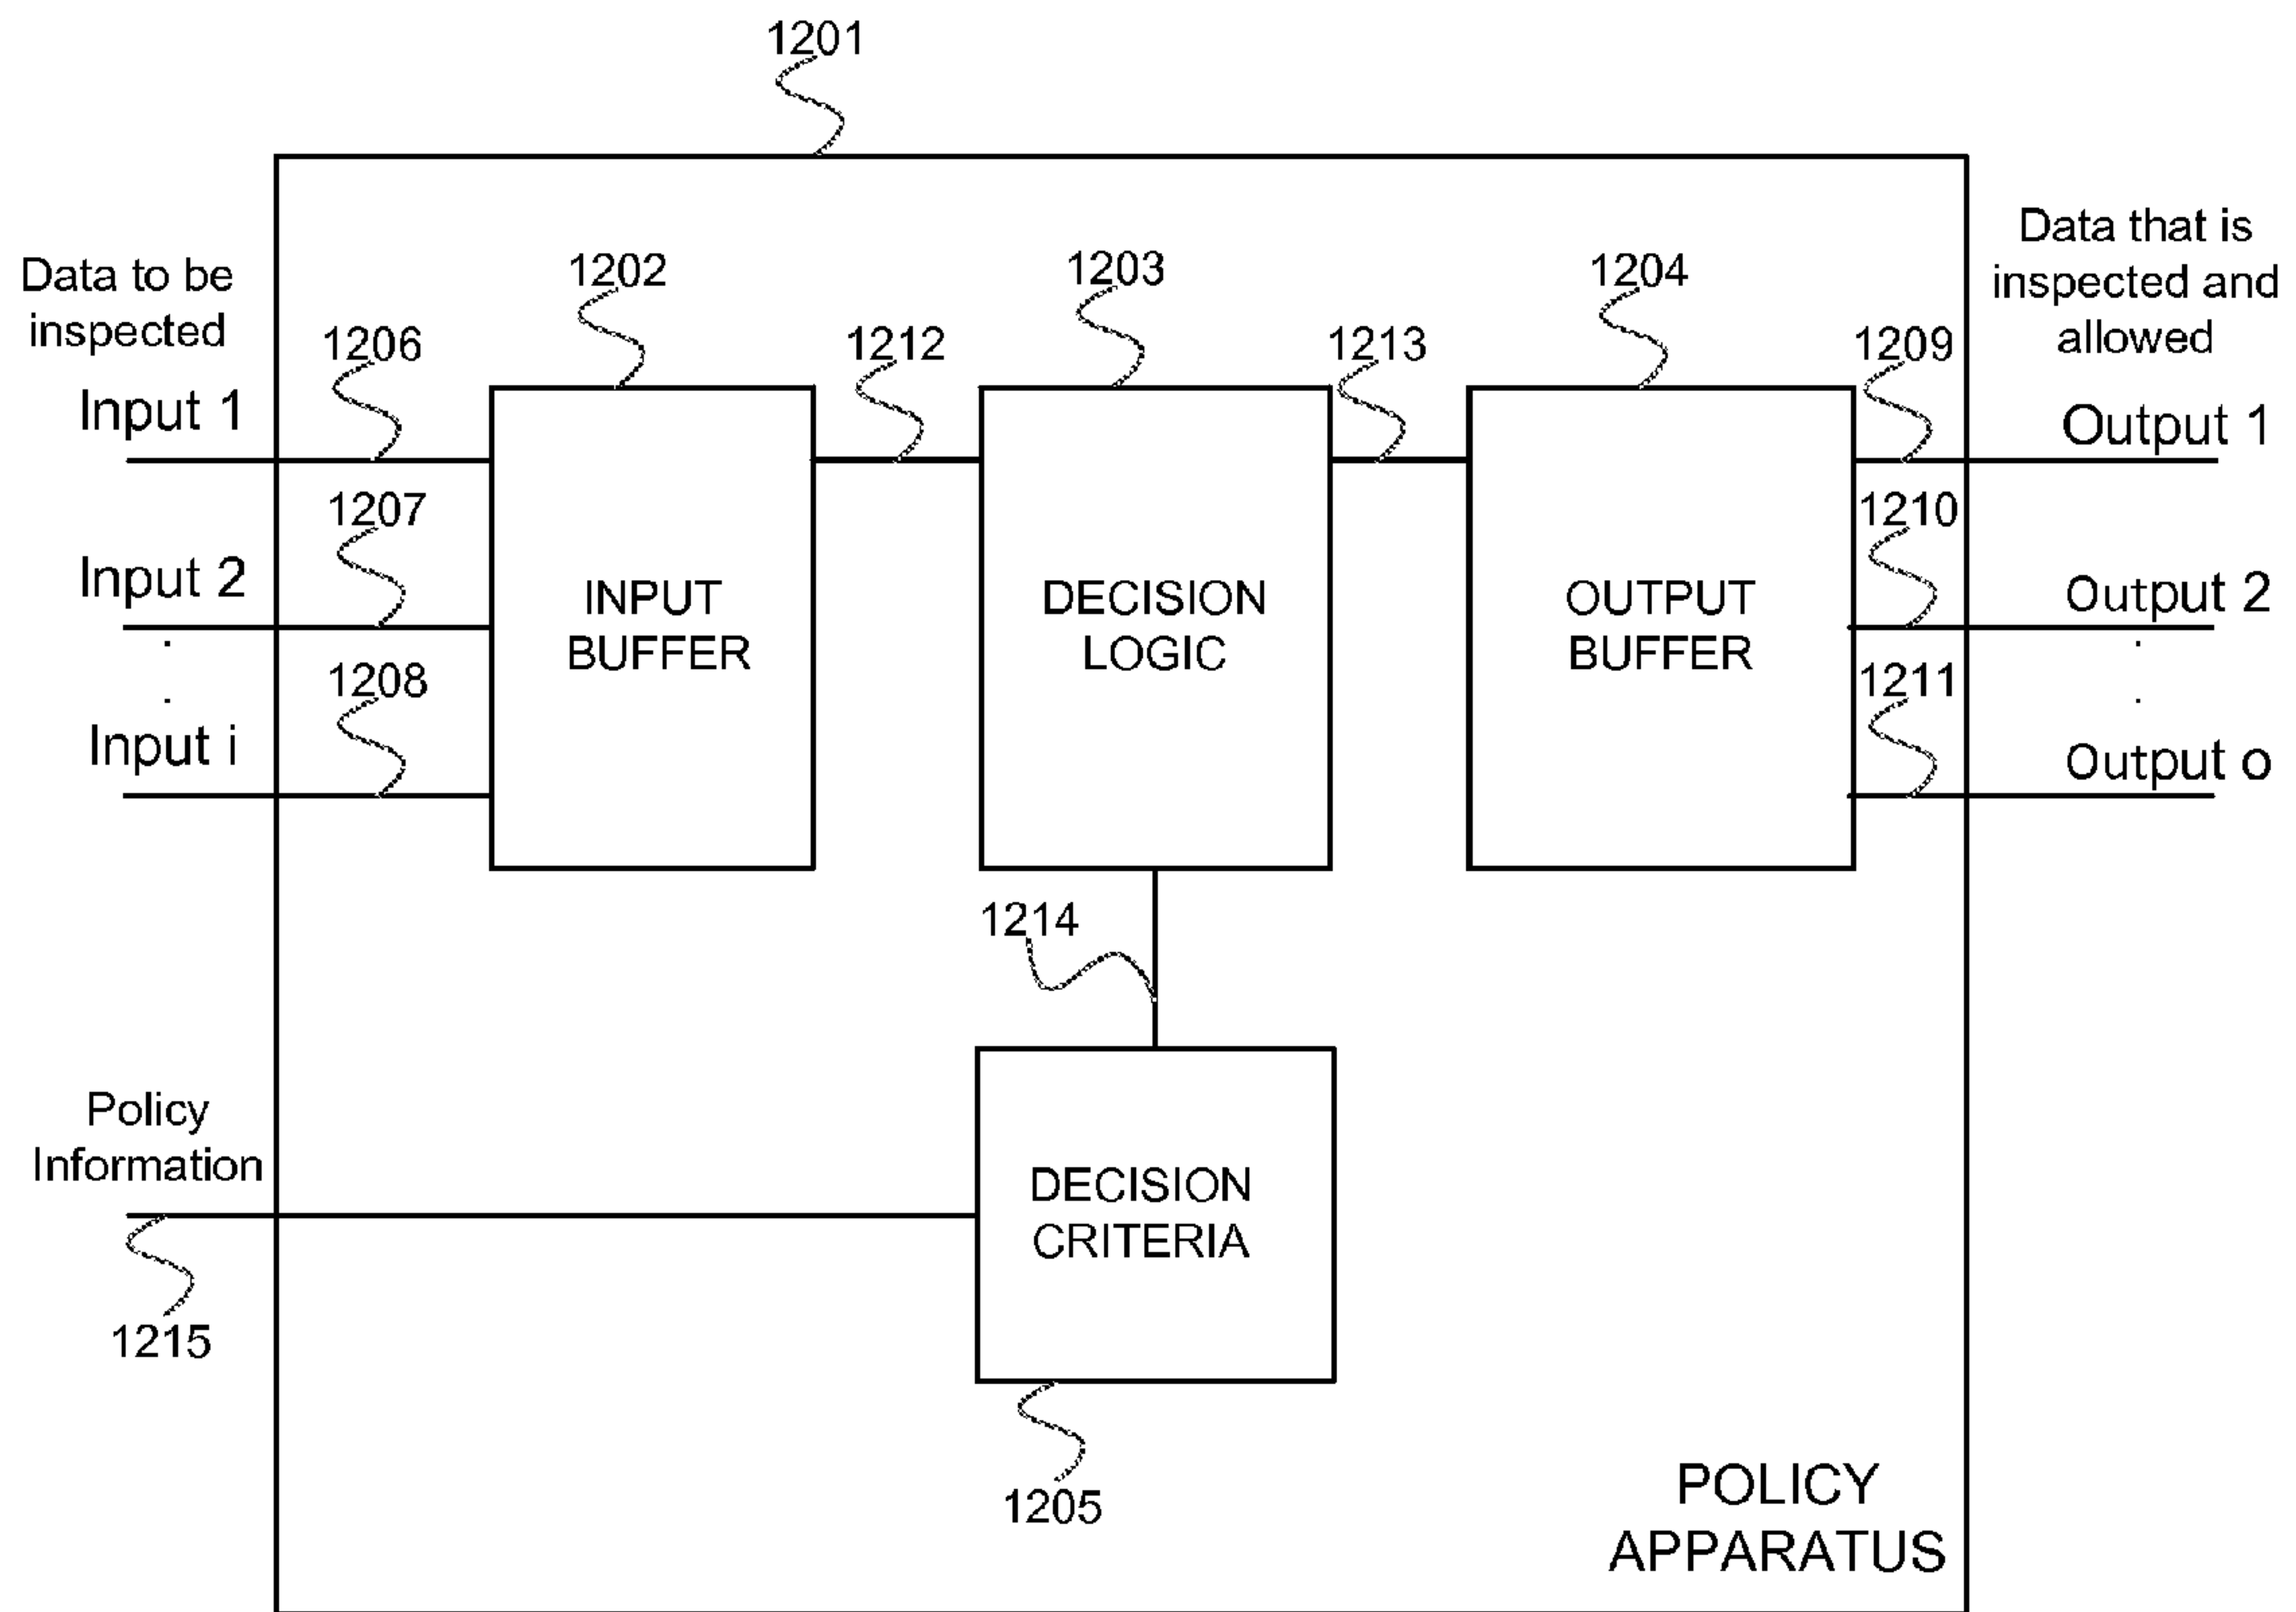 1201
Data to be
inspected
1202
1203
1204
Data that is
inspected and
allowed
1206
1212
1213
1209
Input 1
Output 1
1207
1210
Input 2
Output 2
INPUT
BUFFER
DECISION
LOGIC
OUTPUT
BUFFER
1208
1211
Input i
Output o
1214
Policy
Information
DECISION
CRITERIA
1215
1205
POLICY
APPARATUS